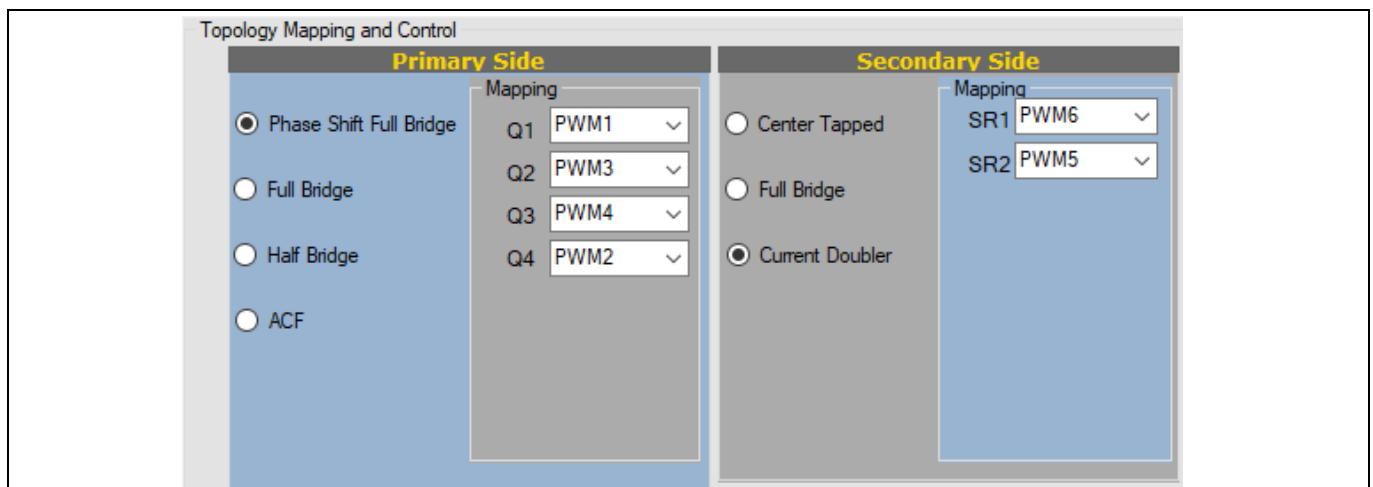 Topology Mapping and Control
Primary Side
Mapping
Phase Shift Full Bridge
Full Bridge
Half Bridge
ACF
Q1 PWM1
Q2 PWM3
Q3 PWM4
Q4 PWM2
Secondary Side
Mapping
Center Tapped
Full Bridge
Current Doubler
SR1 PWM6
SR2 PWM5